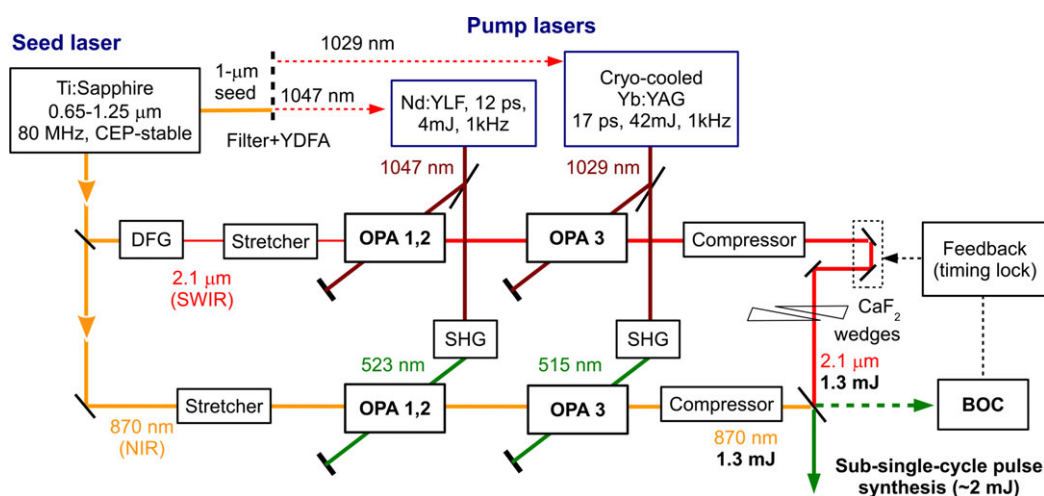 Seed laser
Pump lasers
Ti:Sapphire
0.65-1.25 μm
80 MHz, CEP-stable
1-μm
seed
1029 nm
1047 nm
Filter+YDFA
Nd:YLF, 12 ps,
4mJ, 1kHz
Cryo-cooled
Yb:YAG
17 ps, 42mJ, 1kHz
1047 nm
1029 nm
DFG
Stretcher
OPA 1,2
OPA 3
Compressor
Feedback
(timing lock)
2.1 μm
(SWIR)
CaF2
wedges
SHG
SHG
523 nm
515 nm
2.1 μm
1.3 mJ
Stretcher
OPA 1,2
OPA 3
Compressor
BOC
870 nm
(NIR)
870 nm
1.3 mJ
Sub-single-cycle pulse
synthesis (~2 mJ)